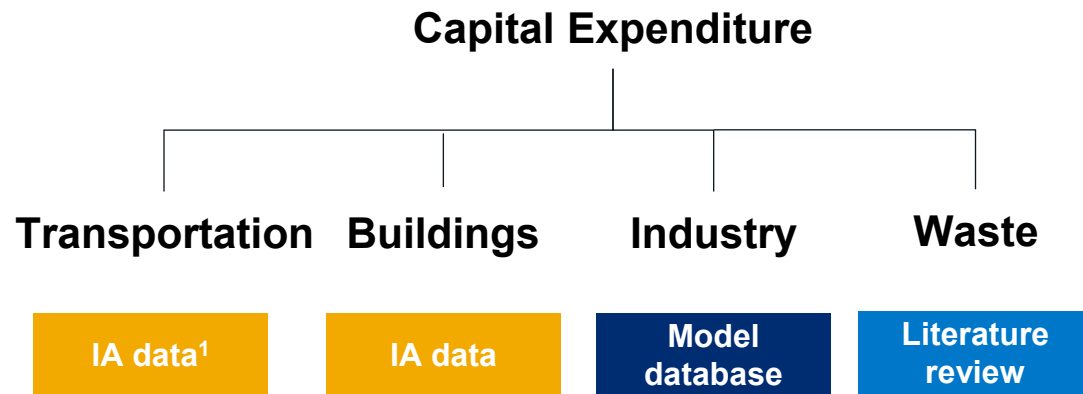 Capital Expenditure
Transportation
Buildings
Industry
Waste
IA data¹
IA data
Model
database
Literature
review